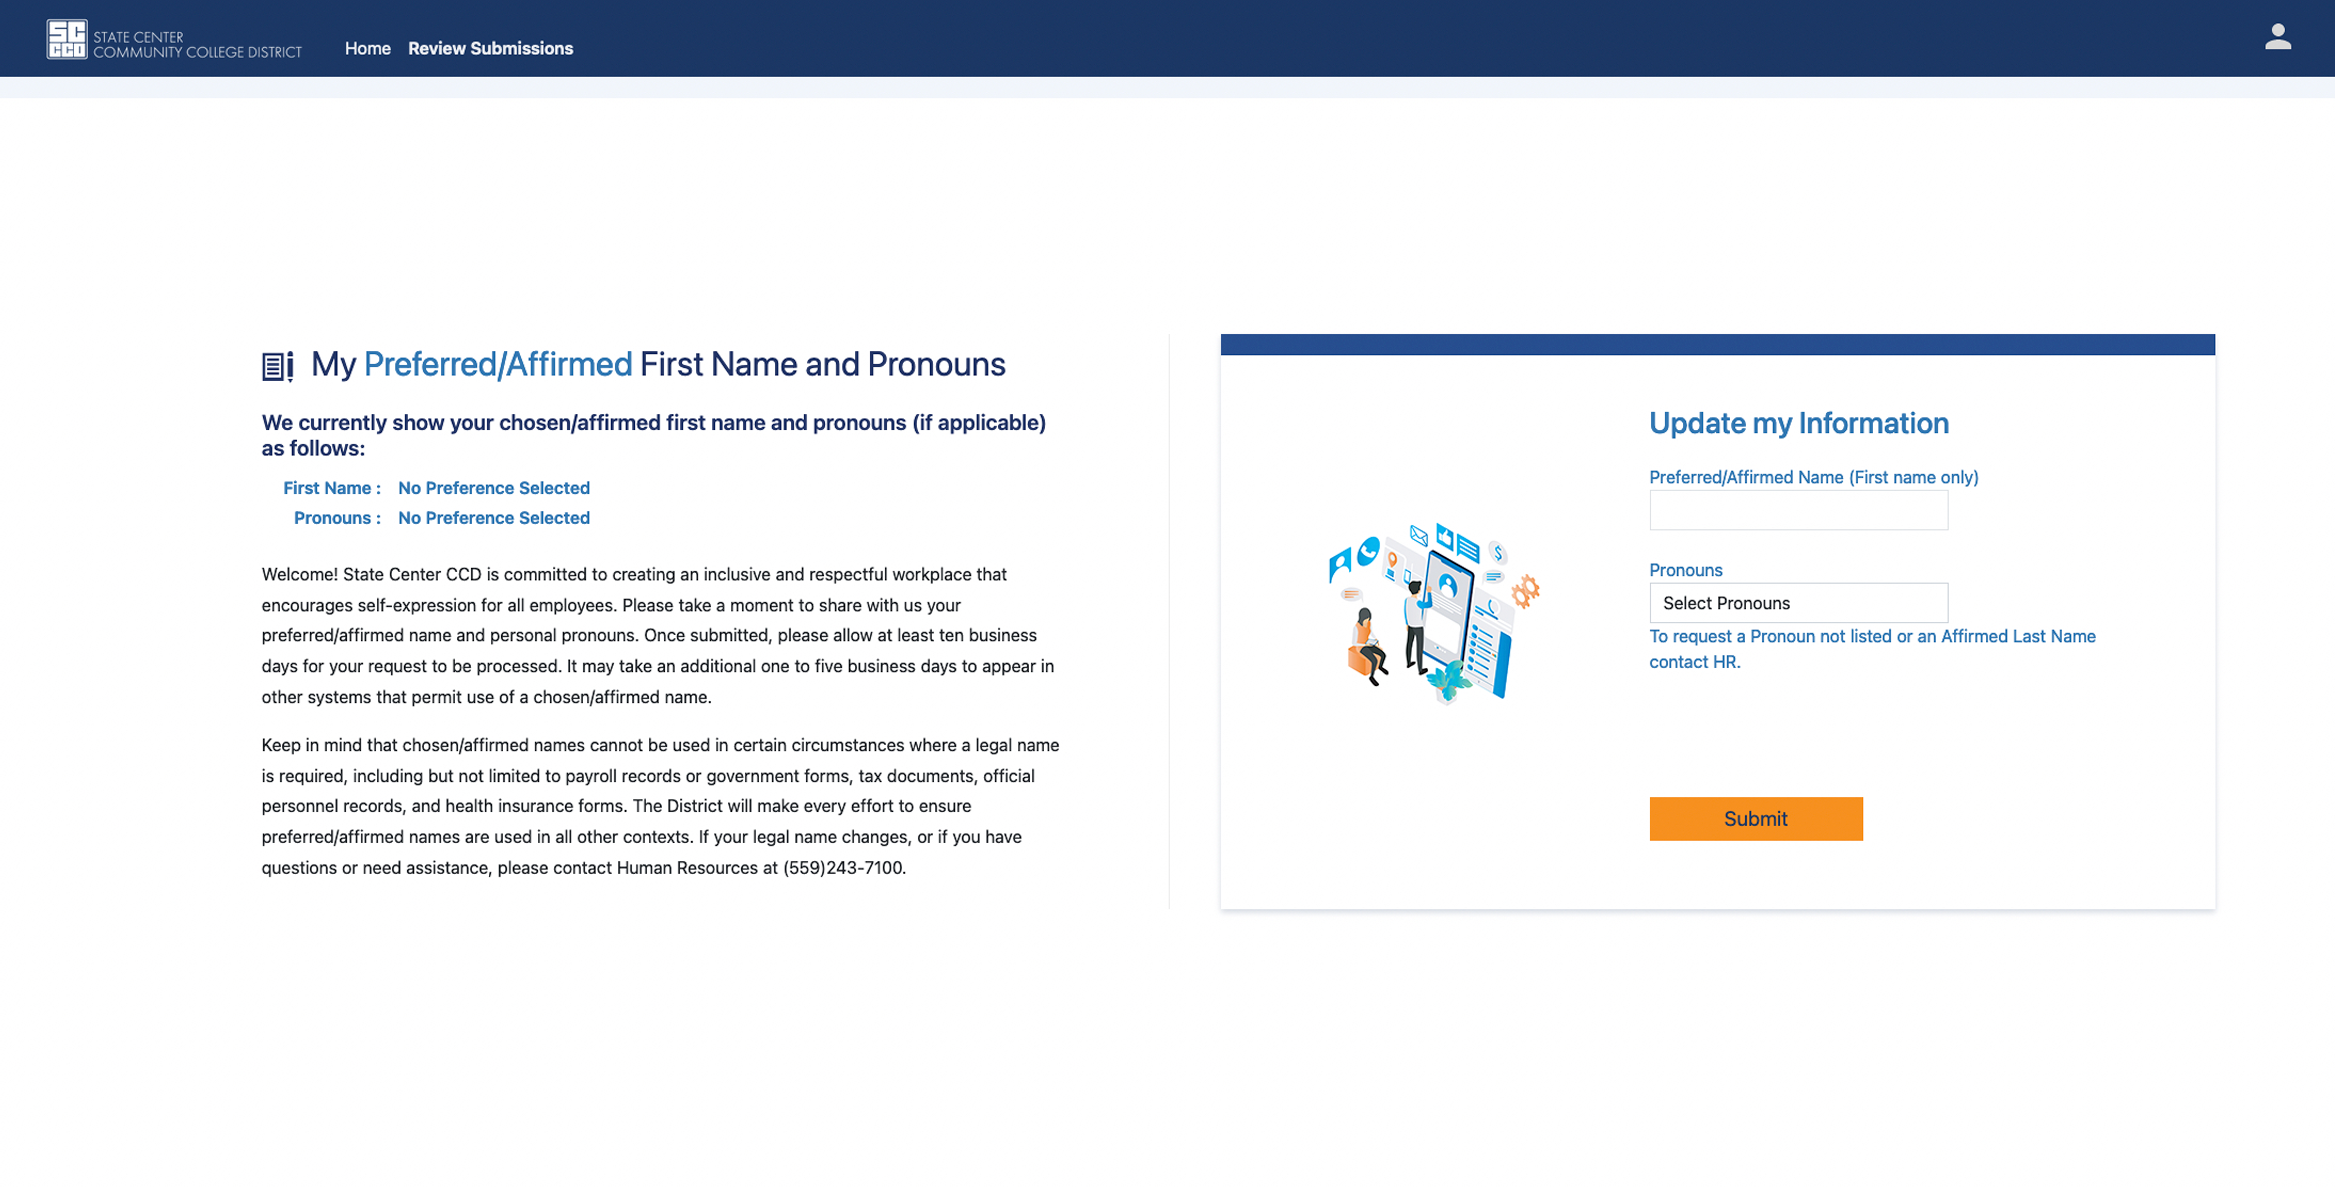 SC
CCD
STATE CENTER
COMMUNITY COLLEGE DISTRICT
Home
Review Submissions
My Preferred/Affirmed First Name and Pronouns
We currently show your chosen/affirmed first name and pronouns (if applicable)
as follows:
First Name : No Preference Selected
Pronouns : No Preference Selected
Welcome! State Center CCD is committed to creating an inclusive and respectful workplace that
encourages self-expression for all employees. Please take a moment to share with us your
preferred/affirmed name and personal pronouns. Once submitted, please allow at least ten business
days for your request to be processed. It may take an additional one to five business days to appear in
other systems that permit use of a chosen/affirmed name.
Keep in mind that chosen/affirmed names cannot be used in certain circumstances where a legal name
is required, including but not limited to payroll records or government forms, tax documents, official
personnel records, and health insurance forms. The District will make every effort to ensure
preferred/affirmed names are used in all other contexts. If your legal name changes, or if you have
questions or need assistance, please contact Human Resources at (559)243-7100.
Update my Information
Preferred/Affirmed Name (First name only)
Pronouns
Select Pronouns
To request a Pronoun not listed or an Affirmed Last Name
contact HR.
Submit